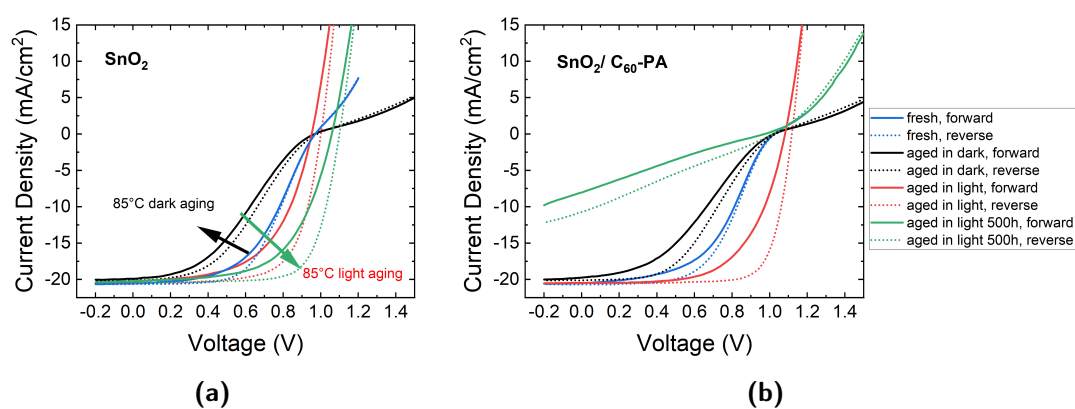 SnO2
Current Density (mA/cm2)
15
10
5
0
-5
-10
-15
-20
85°C dark aging
85°C light aging
-0.2 0.0 0.2 0.4 0.6 0.8 1.0 1.2 1.4
Voltage (V)
(a)
SnO2/ C60-PA
Current Density (mA/cm2)
15
10
5
0
-5
-10
-15
-20
-0.2 0.0 0.2 0.4 0.6 0.8 1.0 1.2 1.4
Voltage (V)
(b)
fresh, forward
fresh, reverse
aged in dark, forward
aged in dark, reverse
aged in light, forward
aged in light, reverse
aged in light 500h, forward
aged in light 500h, reverse